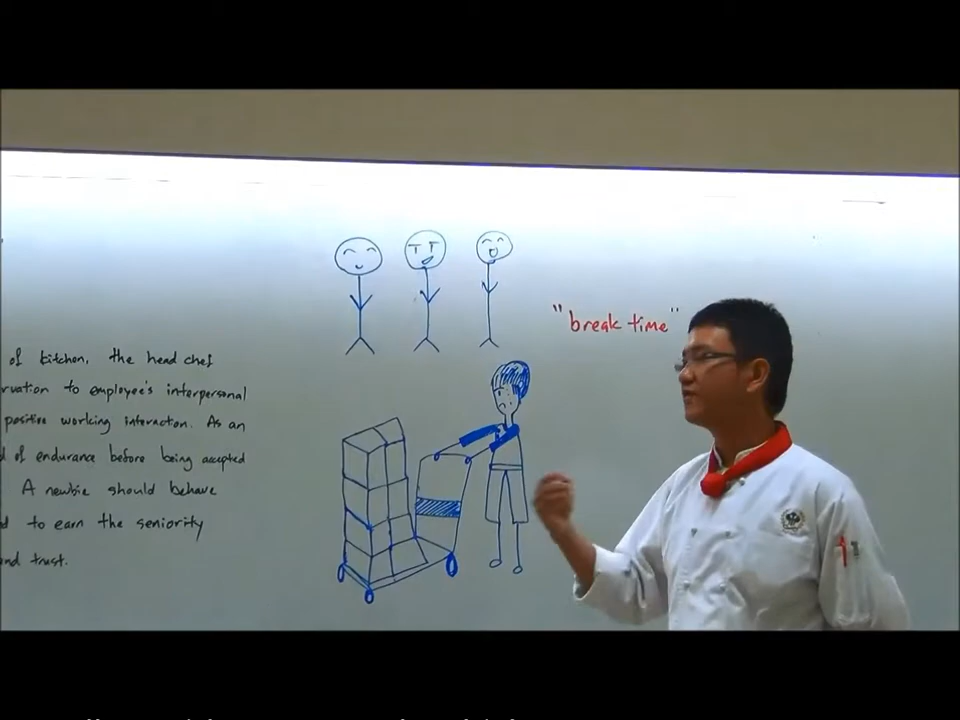 of kitchen, the head chef
rvation to employee's interpersonal
positive working interaction. As an
d of endurance before being accepted
A newbie should behave
d to earn the seniority
and trust.
"break time"